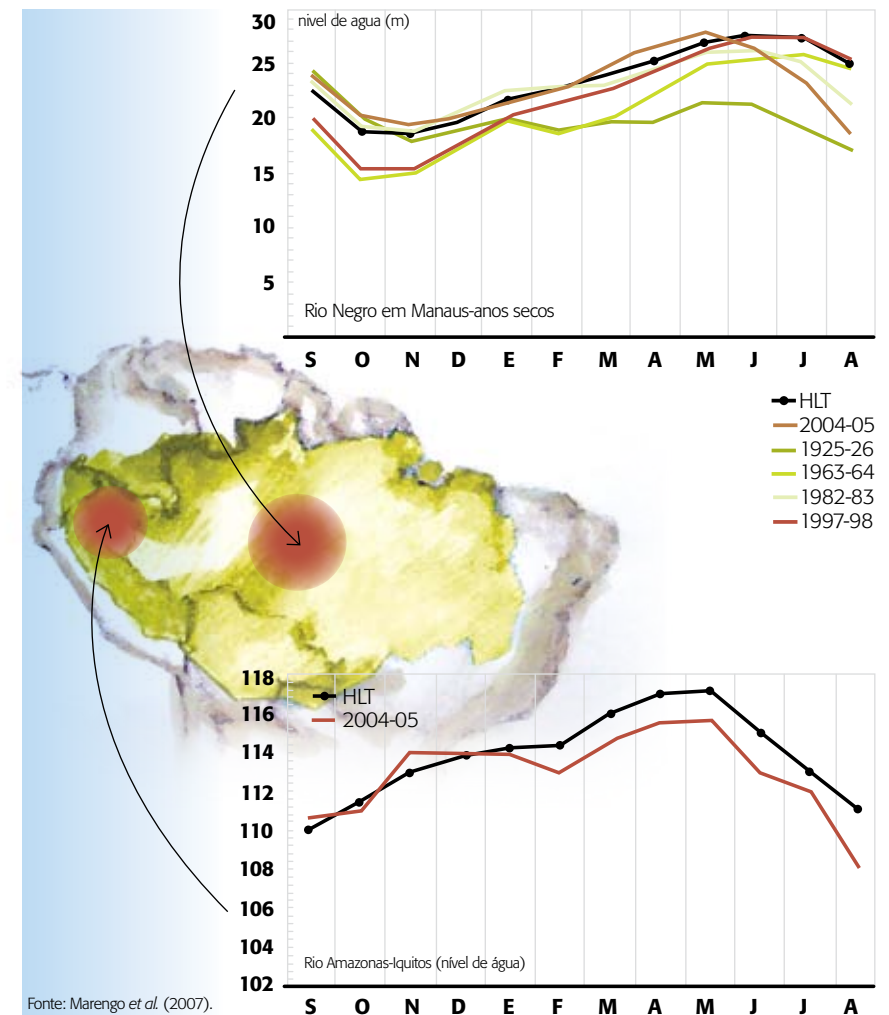 nivel de agua (m)
30
25
20
15
10
5
Rio Negro em Manaus-anos secos
S O N D E F M A M J J A
HLT
2004-05
1925-26
1963-64
1982-83
1997-98
118
116
114
112
110
108
106
104
102
HLT
2004-05
Rio Amazonas-Iquitos (nível de água)
S O N D E F M A M J J A
Fonte: Marengo et al. (2007).